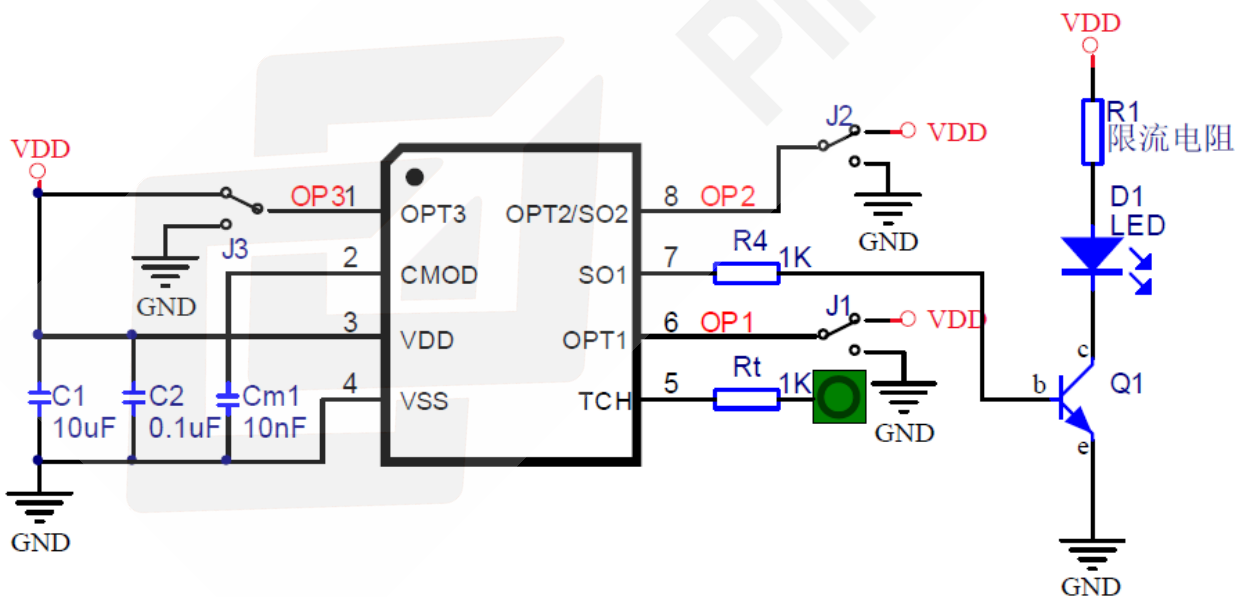 VDD
OP3
1
J3
GND
2
3
4
C1
10uF
C2
0.1uF
Cm1
10nF
GND
OPT3
CMOD
VDD
VSS
OPT2/SO2
SO1
OPT1
TCH
8
OP2
J2
VDD
GND
7
R4
1K
6
OP1
J1
VDD
GND
5
Rt
1K
VDD
R1
限流电阻
D1
LED
c
b
Q1
e
GND